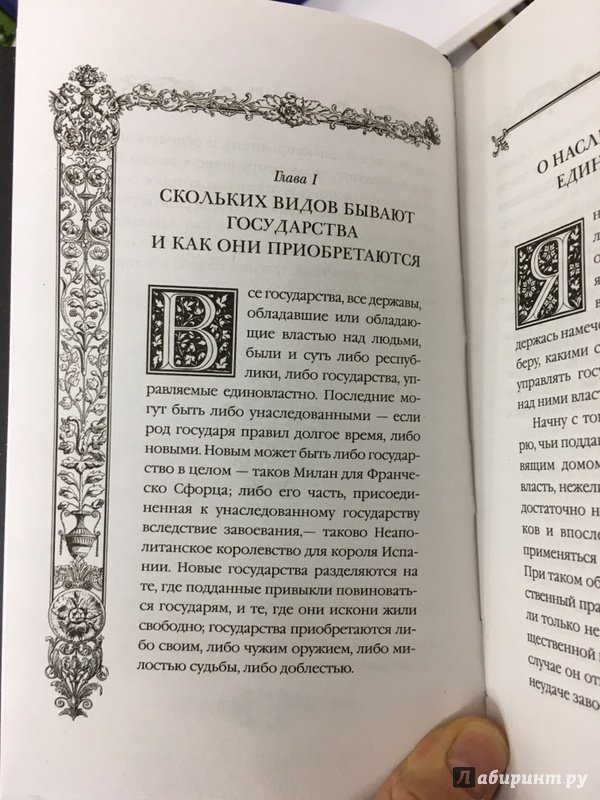 Глава I
СКОЛЬКИХ ВИДОВ БЫВАЮТ
ГОСУДАРСТВА
И КАК ОНИ ПРИОБРЕТАЮТСЯ
Все государства, все державы,
обладавшие или обладаю-
щие властью над людьми,
были и суть либо респуб-
лики, либо государства, уп-
равляемые единовластно. Последние мо-
гут быть либо унаследованными — если
род государя правил долгое время, либо
новыми. Новым может быть либо государ-
ство в целом — таков Милан для Франче-
ско Сфорца; либо его часть, присоеди-
ненная к унаследованному государству
вследствие завоевания,— таково Неапо-
литанское королевство для короля Испа-
нии. Новые государства разделяются на
те, где подданные привыкли повиновать-
ся государям, и те, где они искони жили
свободно; государства приобретаются ли-
бо своим, либо чужим оружием, либо ми-
лостью судьбы, либо доблестью.
О НАСЛ
ЕДИН
Я
держась намече
беру, какими с
управлять гос
над ними влас
Начну с то
рю, чьи подда
вящим домом
власть, нежели
достаточно н
ков и впосле
применяться
При таком об
ственный пра
ли только не
щественной
случае он от
неудаче заво
Лабиринт.ру